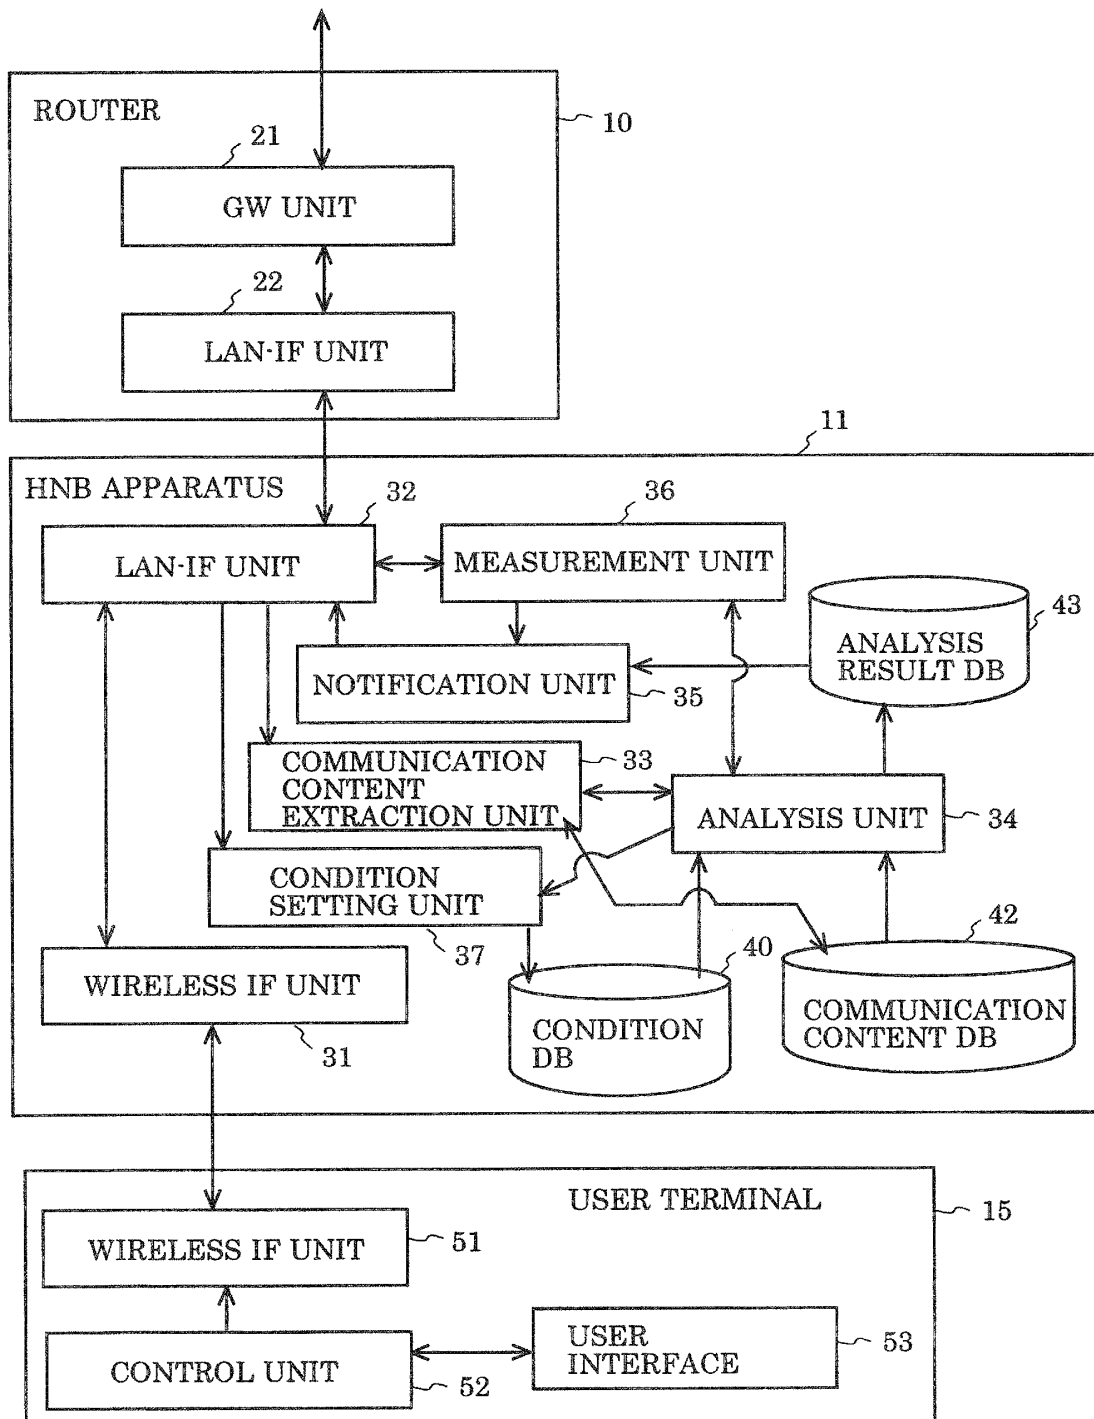 ROUTER
10
21
GW UNIT
22
LAN-IF UNIT
11
HNB APPARATUS
32
36
LAN-IF UNIT
MEASUREMENT UNIT
43
ANALYSIS
RESULT DB
NOTIFICATION UNIT
35
33
COMMUNICATION
CONTENT
EXTRACTION UNIT
ANALYSIS UNIT
34
CONDITION
SETTING UNIT
37
40
42
WIRELESS IF UNIT
31
CONDITION
DB
COMMUNICATION
CONTENT DB
USER TERMINAL
15
WIRELESS IF UNIT
51
CONTROL UNIT
52
USER
INTERFACE
53